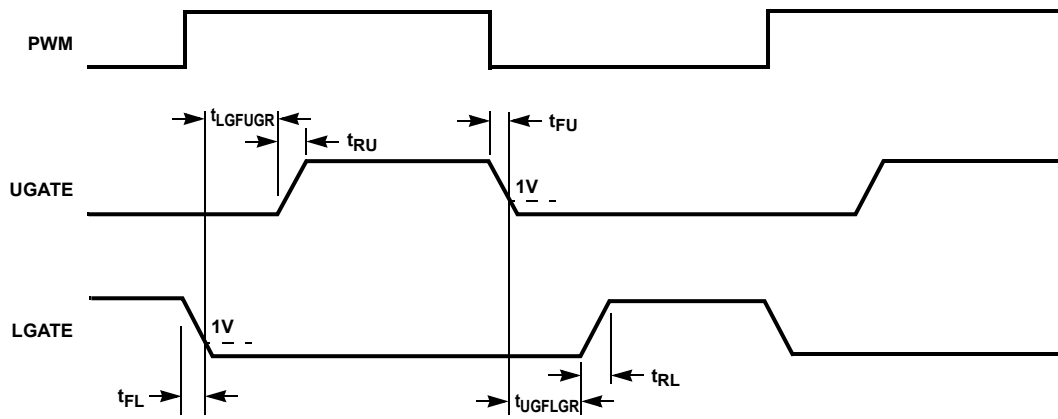 PWM
tLGFUGR
tRU
tFU
UGATE
1V
LGATE
1V
tFL
tRL
tUGFLGR